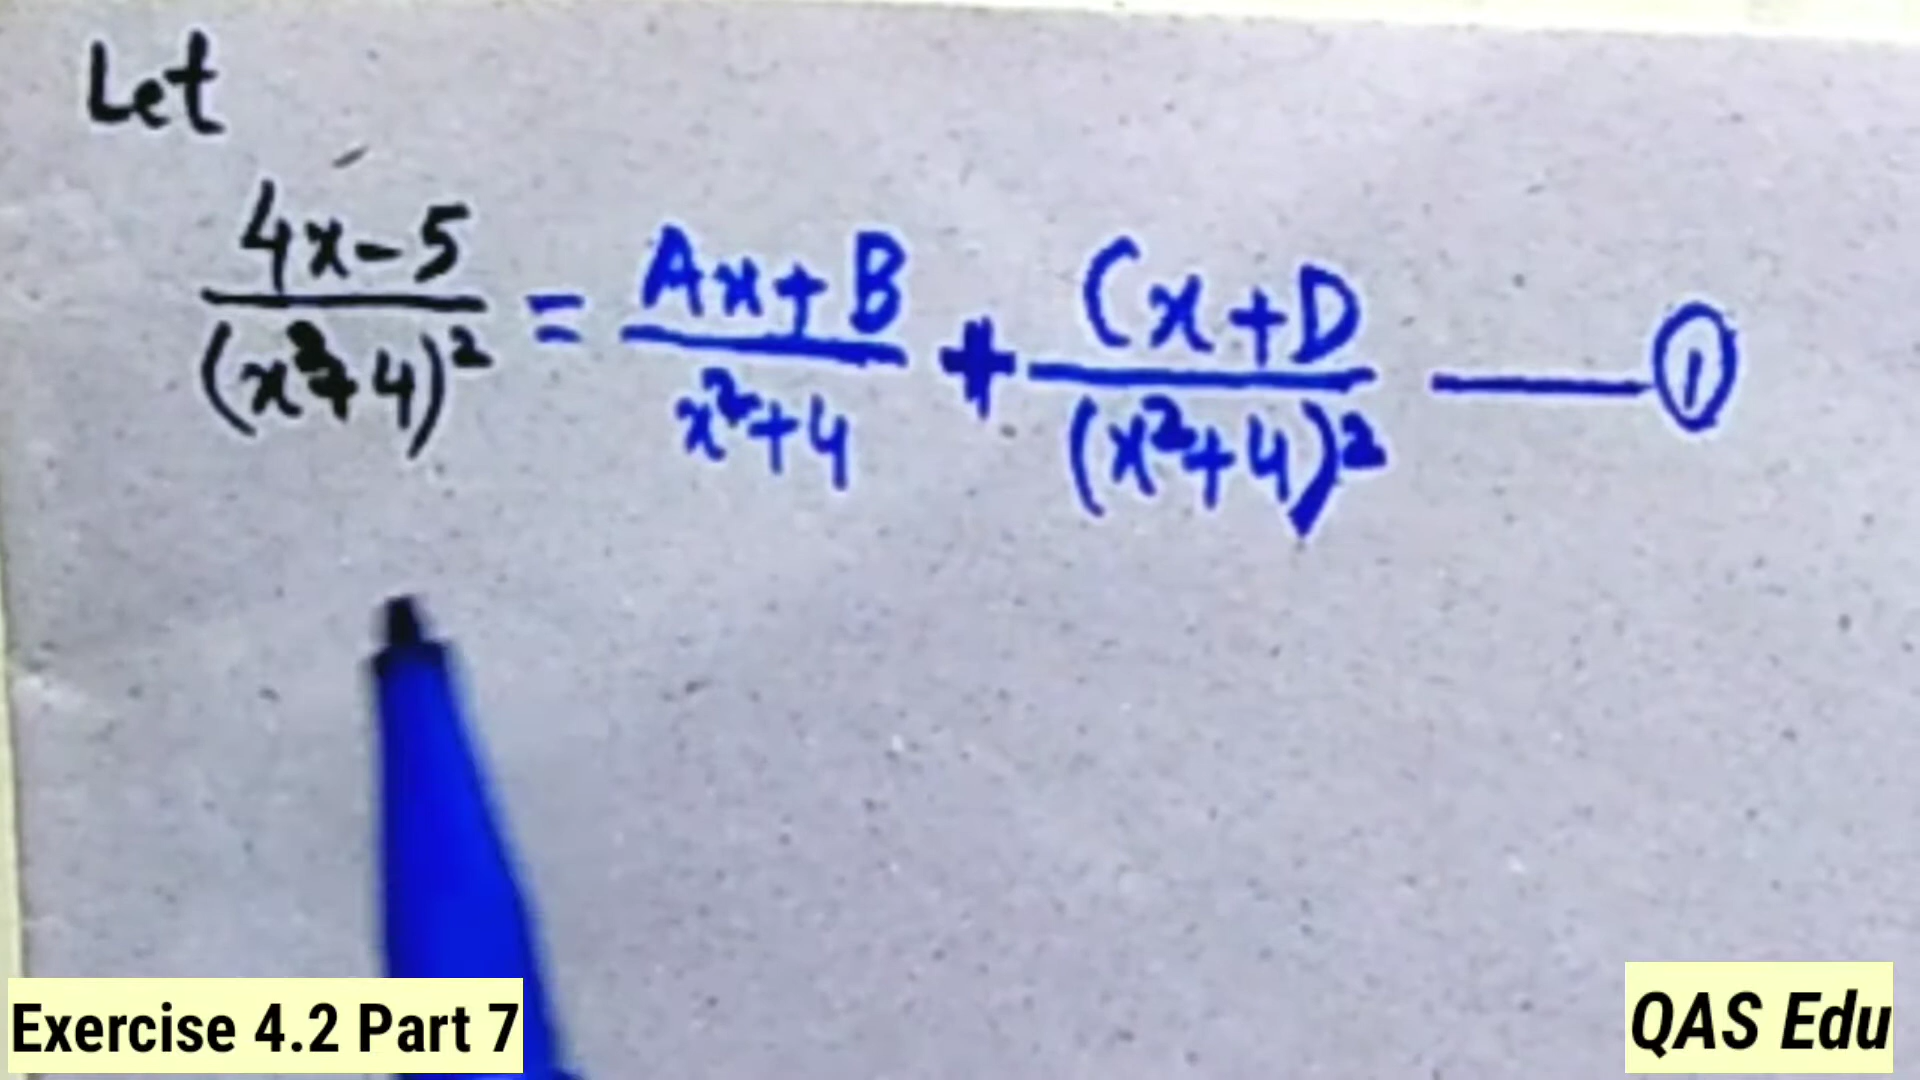 Let
4x-5/(x²+4)² = Ax+B/x²+4 + Cx+D/(x²+4)² —— ①
Exercise 4.2 Part 7
QAS Edu